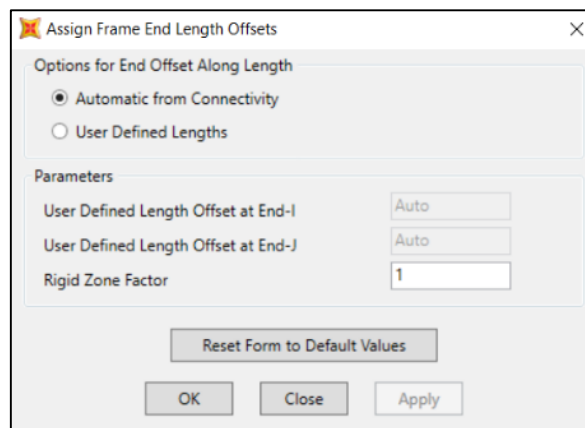 Assign Frame End Length Offsets
Options for End Offset Along Length
Automatic from Connectivity
User Defined Lengths
Parameters
User Defined Length Offset at End-I Auto
User Defined Length Offset at End-J Auto
Rigid Zone Factor 1
Reset Form to Default Values
OK Close Apply